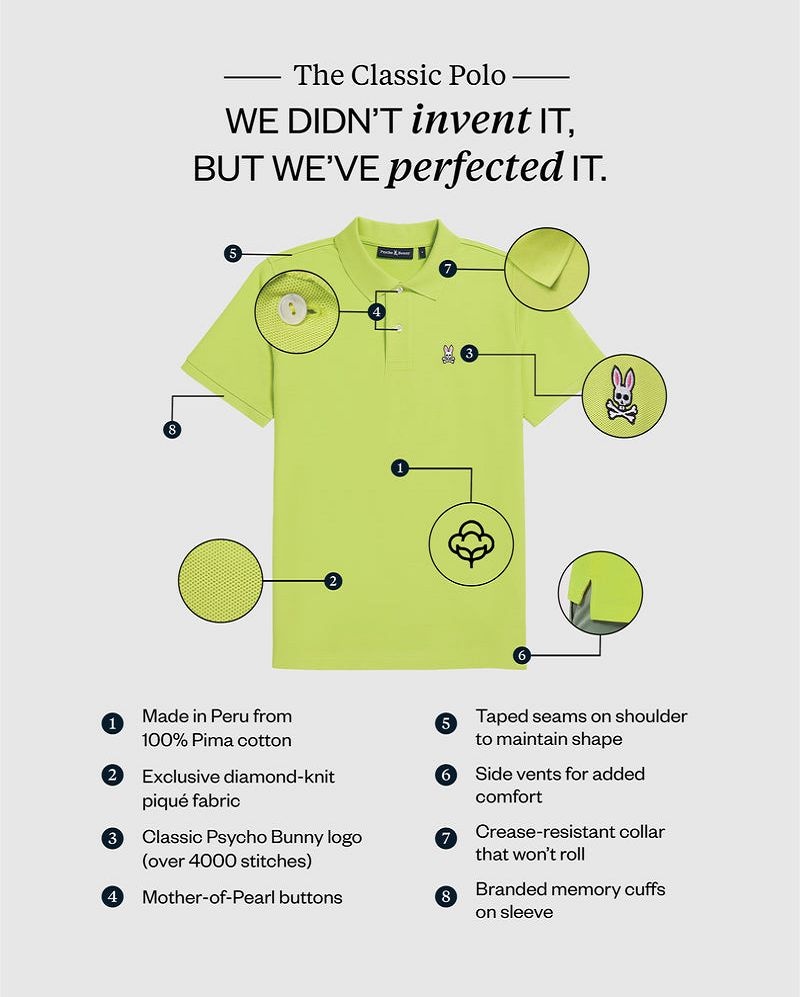 The Classic Polo
WE DIDN'T invent IT,
BUT WE'VE perfected IT.
Psycho Bunny
5
7
4
3
8
1
2
6
1 Made in Peru from
100% Pima cotton
2 Exclusive diamond-knit
piqué fabric
3 Classic Psycho Bunny logo
(over 4000 stitches)
4 Mother-of-Pearl buttons
5 Taped seams on shoulder
to maintain shape
6 Side vents for added
comfort
7 Crease-resistant collar
that won't roll
8 Branded memory cuffs
on sleeve